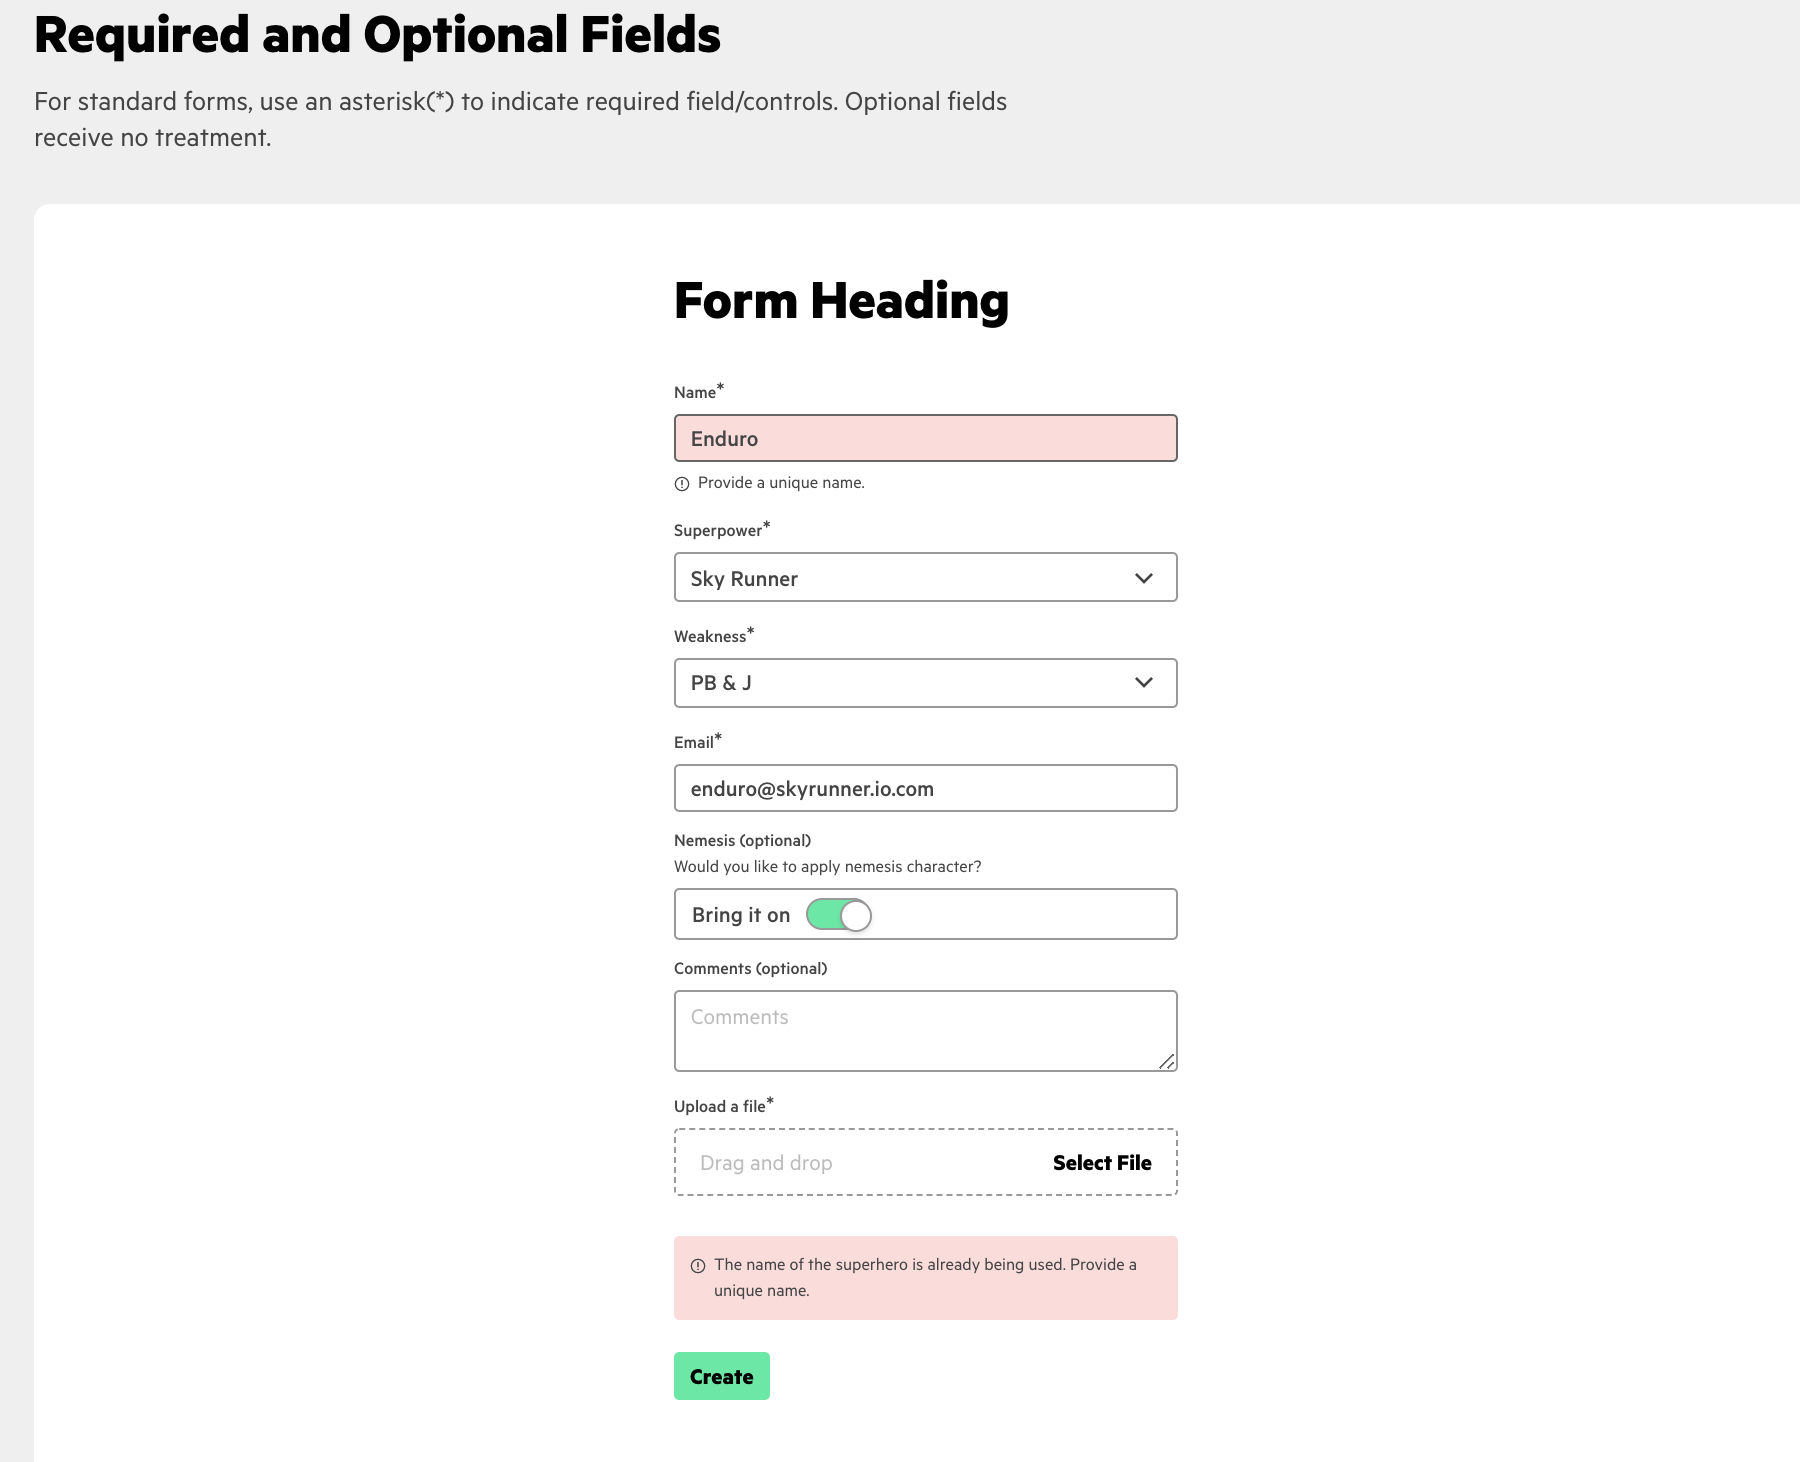 Required and Optional Fields
For standard forms, use an asterisk(*) to indicate required field/controls. Optional fields
receive no treatment.
Form Heading
Name*
Enduro
Provide a unique name.
Superpower*
Sky Runner
Weakness*
PB & J
Email*
enduro@skyrunner.io.com
Nemesis (optional)
Would you like to apply nemesis character?
Bring it on
Comments (optional)
Comments
Upload a file*
Drag and drop Select File
The name of the superhero is already being used. Provide a
unique name.
Create